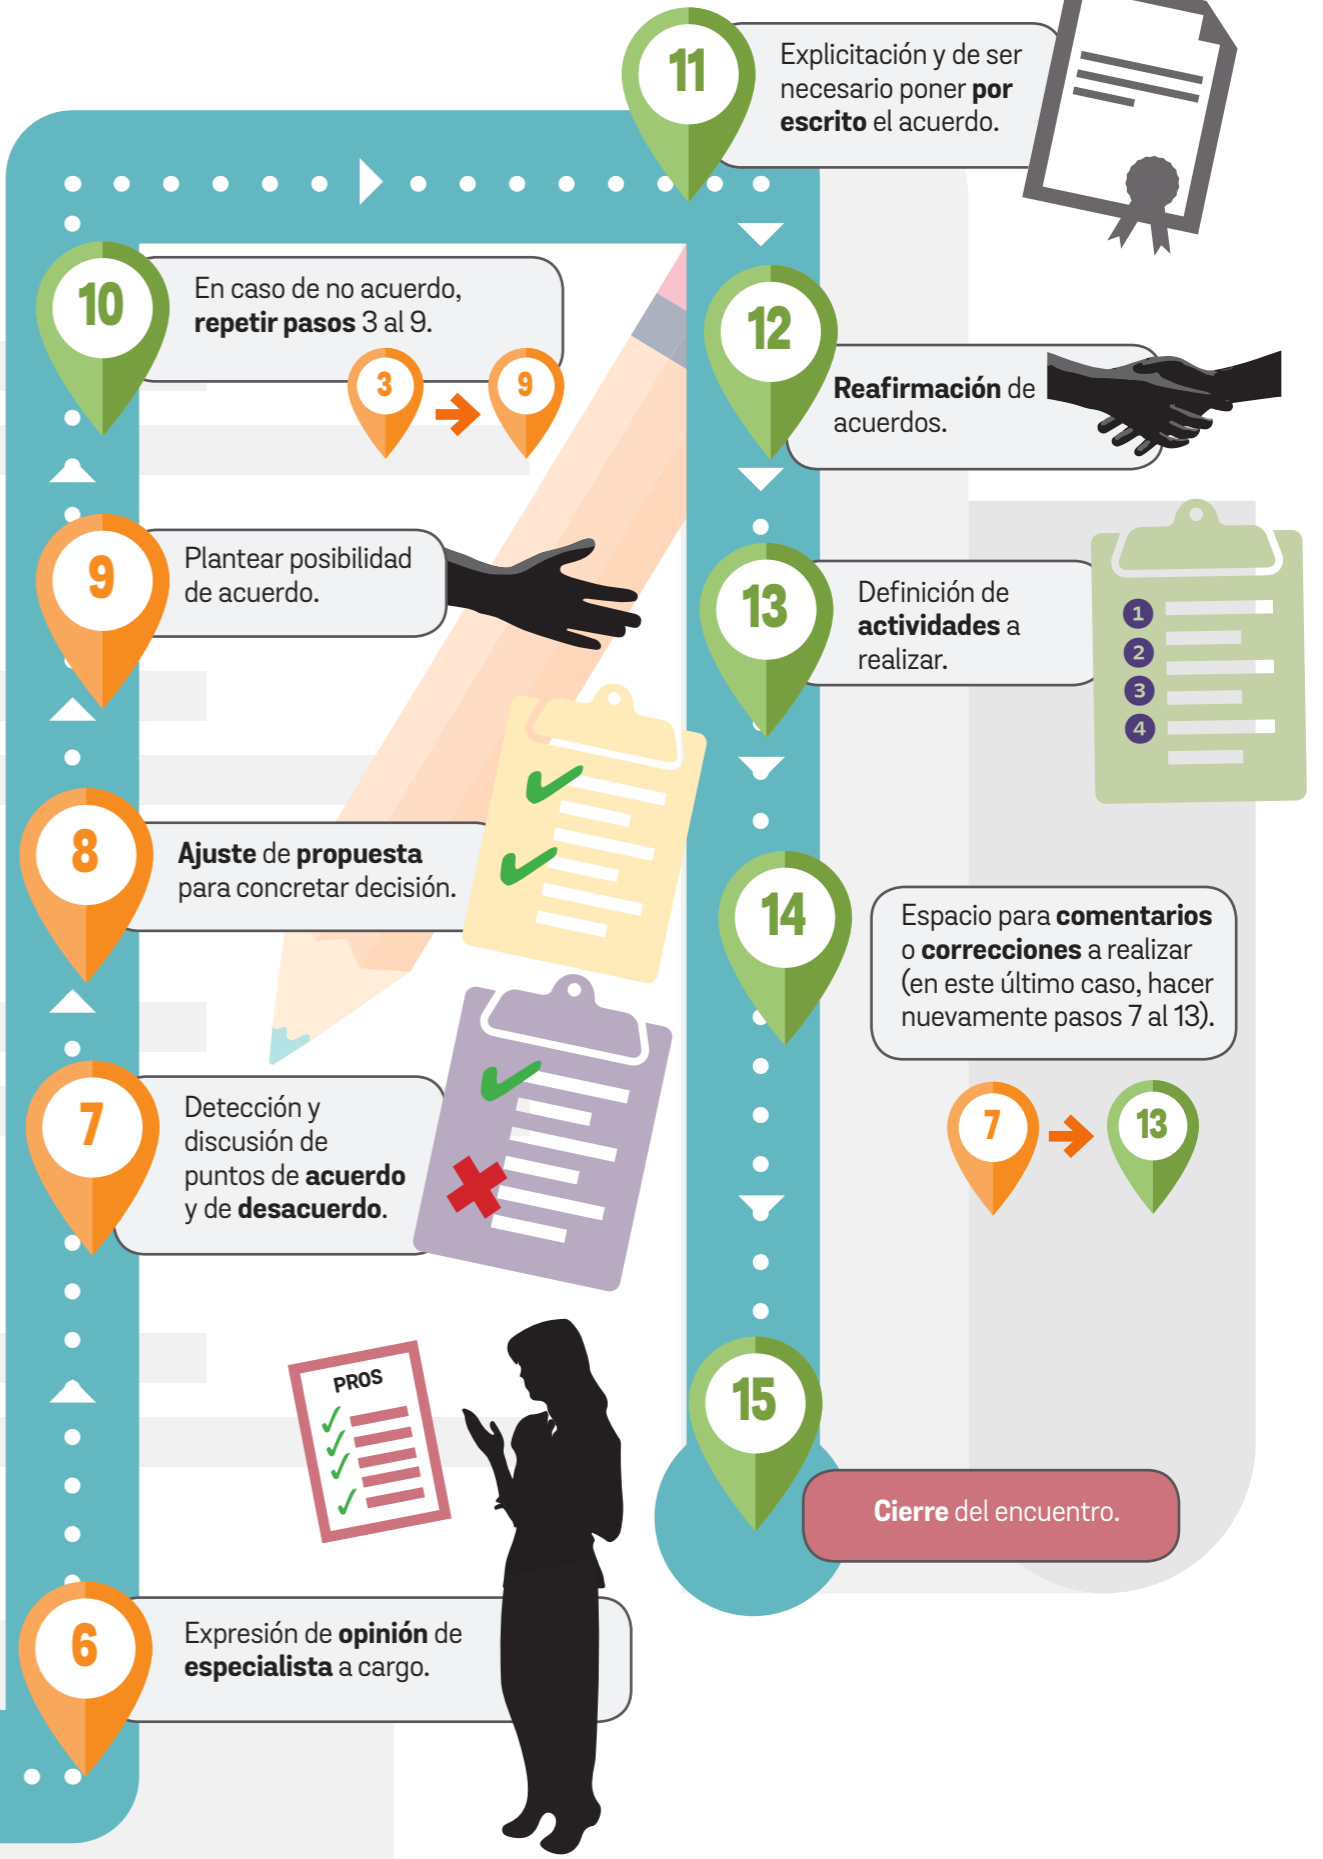 11
Explicitación y de ser
necesario poner por
escrito el acuerdo.
10
En caso de no acuerdo,
repetir pasos 3 al 9.
3
9
12
Reafirmación de
acuerdos.
9
Plantear posibilidad
de acuerdo.
13
Definición de
actividades a
realizar.
1
2
3
4
8
Ajuste de propuesta
para concretar decisión.
14
Espacio para comentarios
o correcciones a realizar
(en este último caso, hacer
nuevamente pasos 7 al 13).
7
13
7
Detección y
discusión de
puntos de acuerdo
y de desacuerdo.
PROS
15
Cierre del encuentro.
6
Expresión de opinión de
especialista a cargo.